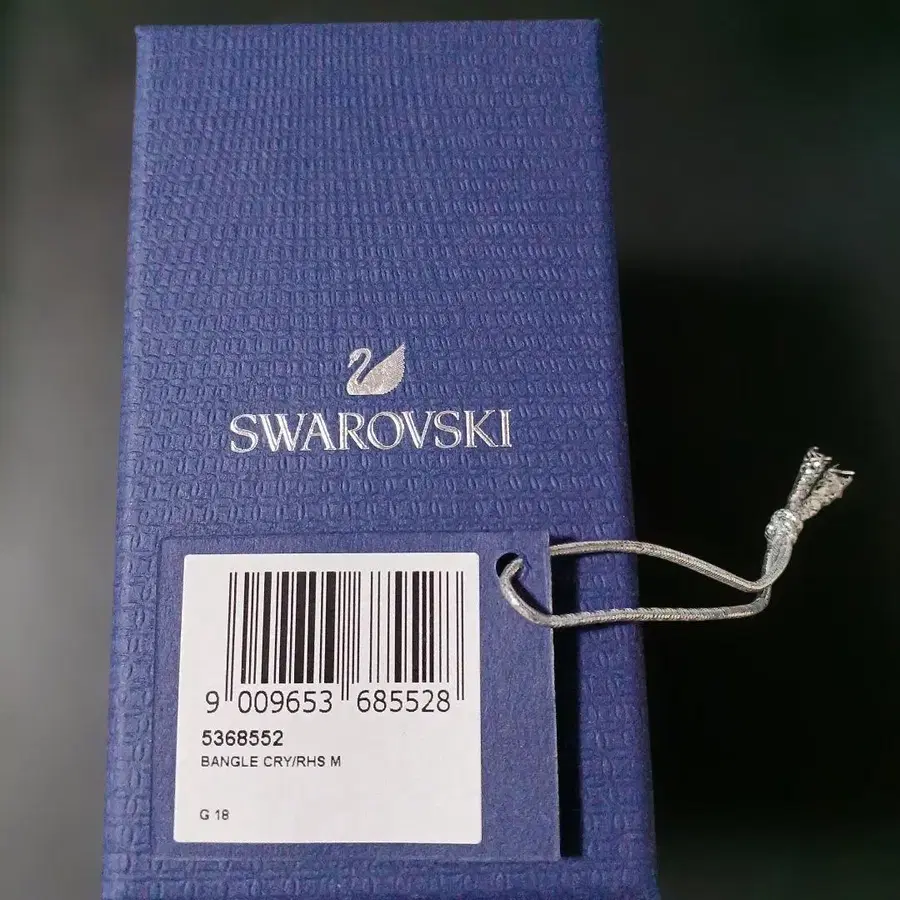 SWAROVSKI
9 009653 685528
5368552
BANGLE CRY/RHS M
G 18